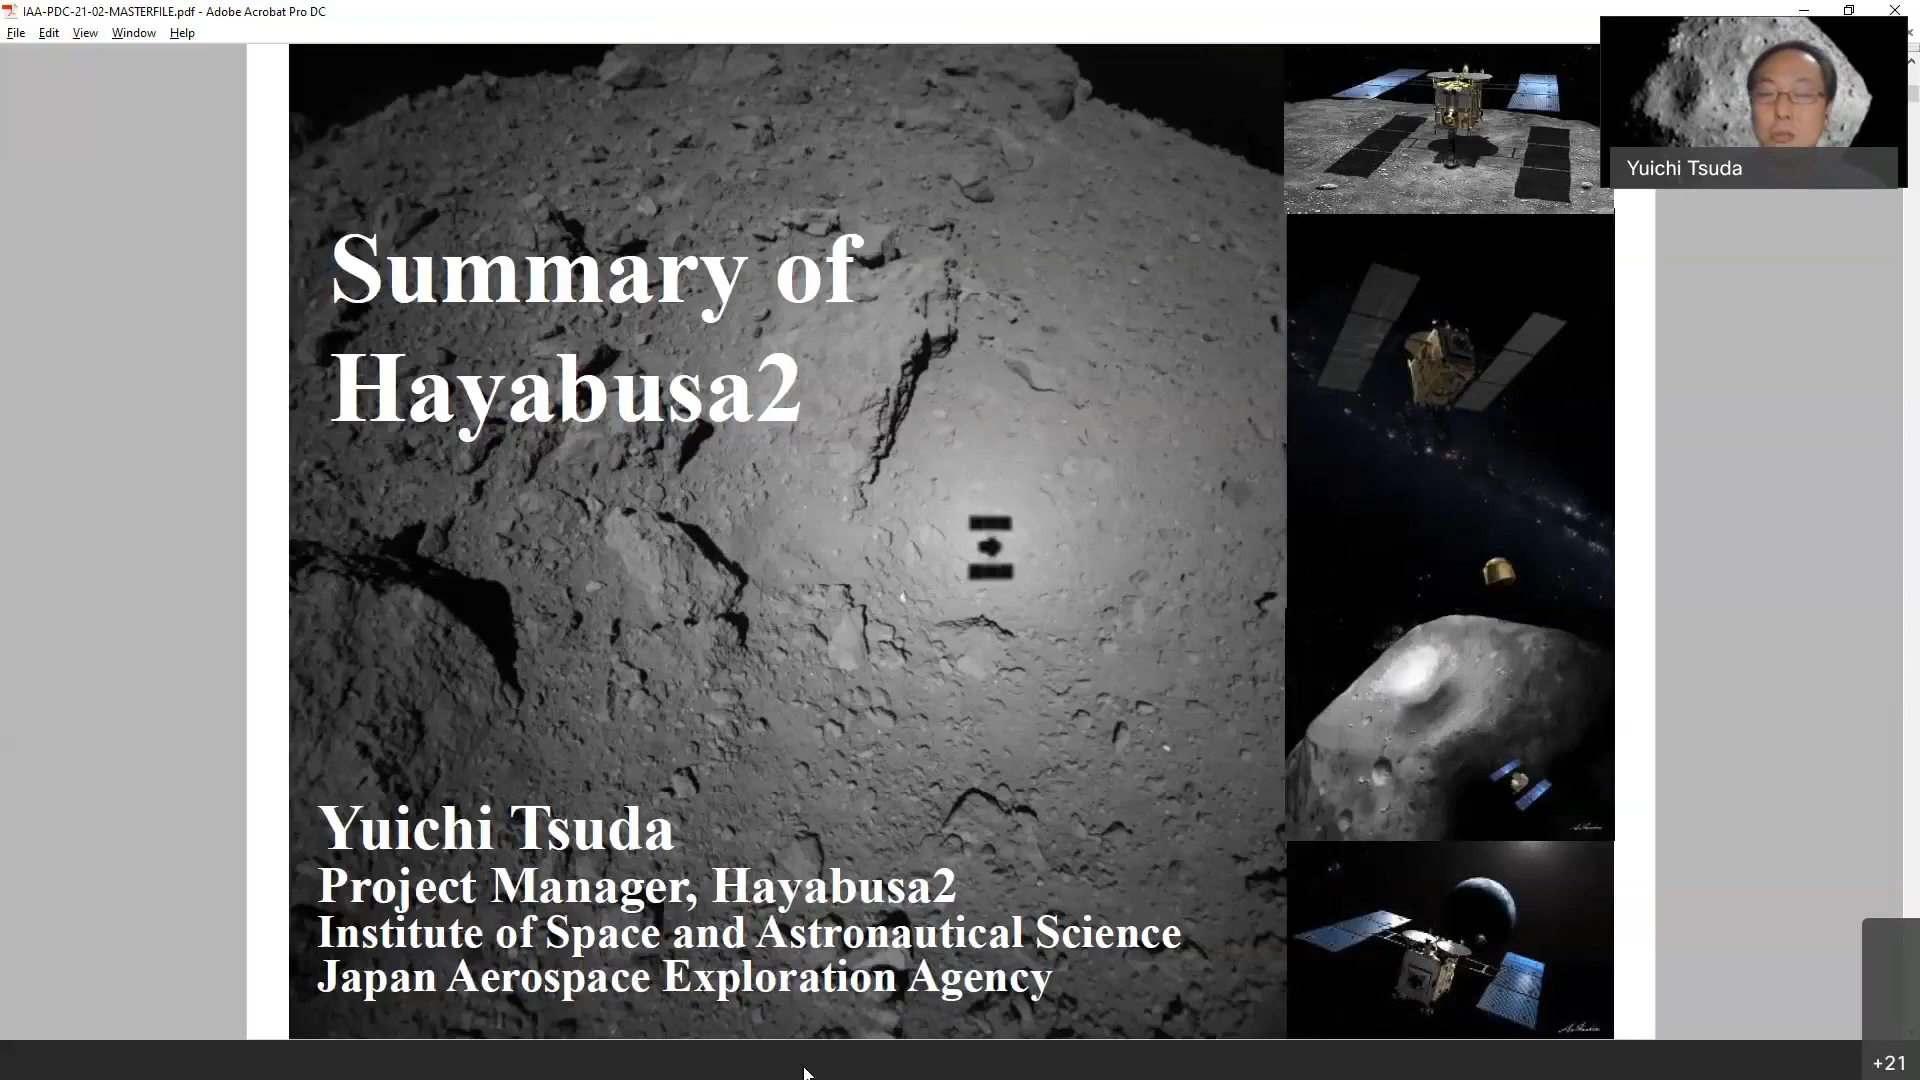 IAA-PDC-21-02-MASTERFILE.pdf - Adobe Acrobat Pro DC
File Edit View Window Help
Yuichi Tsuda
Summary of
Hayabusa2
Yuichi Tsuda
Project Manager, Hayabusa2
Institute of Space and Astronautical Science
Japan Aerospace Exploration Agency
+21